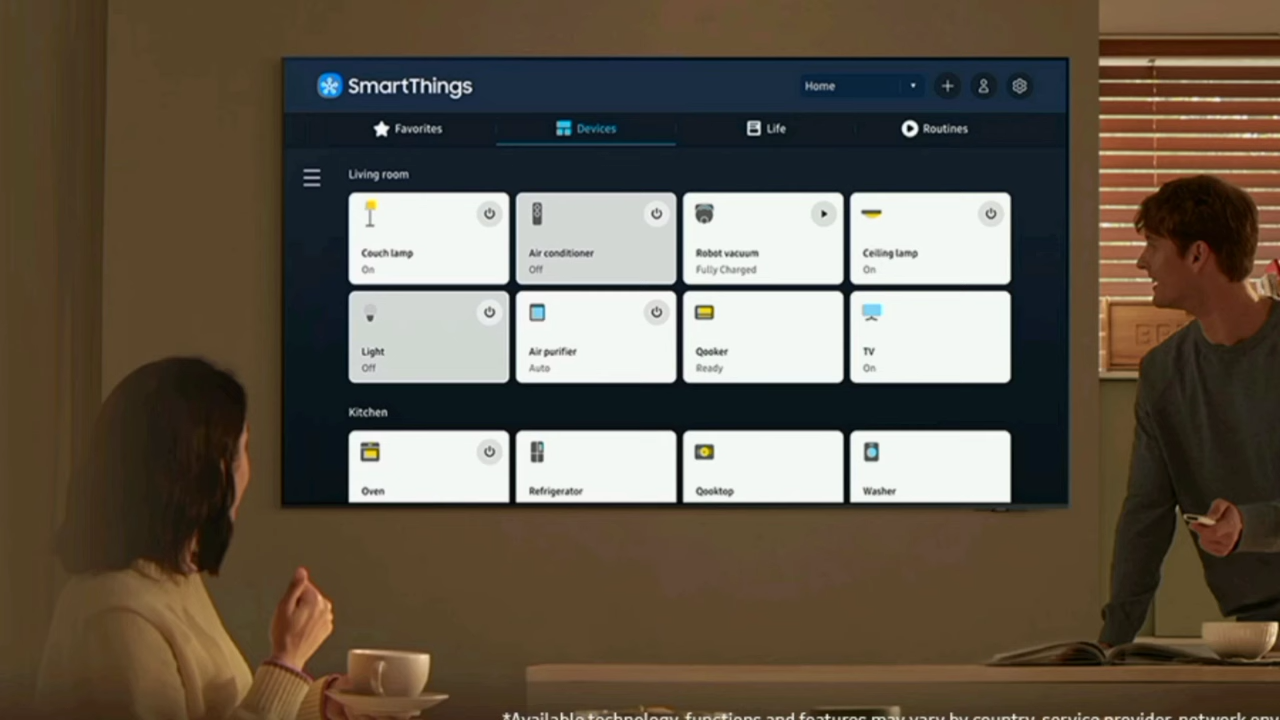 SmartThings
Home
Favorites
Devices
Life
Routines
Living room
Couch lamp
On
Air conditioner
Off
Robot vacuum
Fully Charged
Ceiling lamp
On
Light
Off
Air purifier
Auto
Qooker
Ready
TV
On
Kitchen
Oven
Refrigerator
Qooktop
Washer
*Available technology, functions and features may vary by country, service provider, network